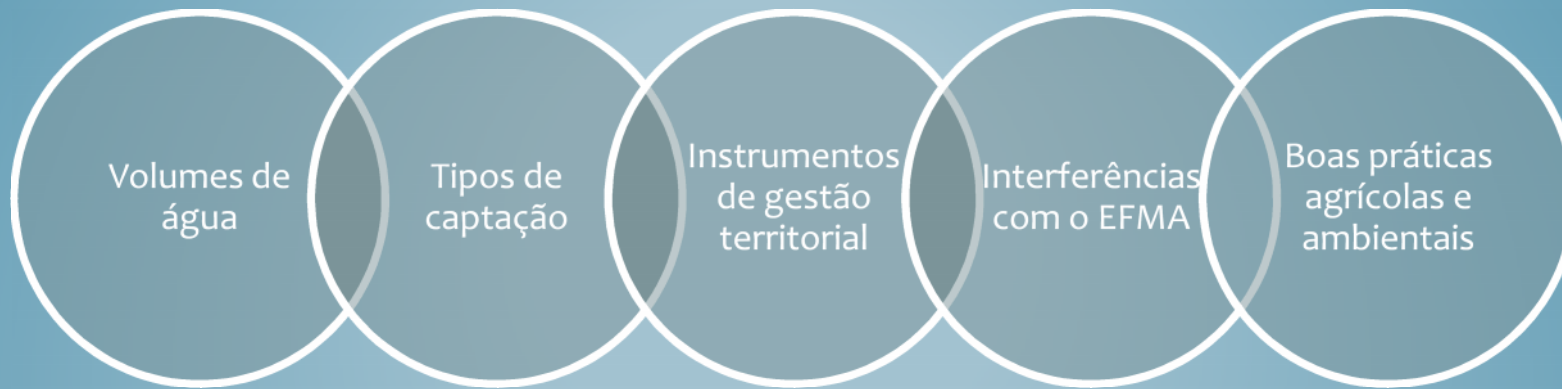 Volumes de
água
Tipos de
captação
Instrumentos
de gestão
territorial
Interferências
com o EFMA
Boas práticas
agrícolas e
ambientais